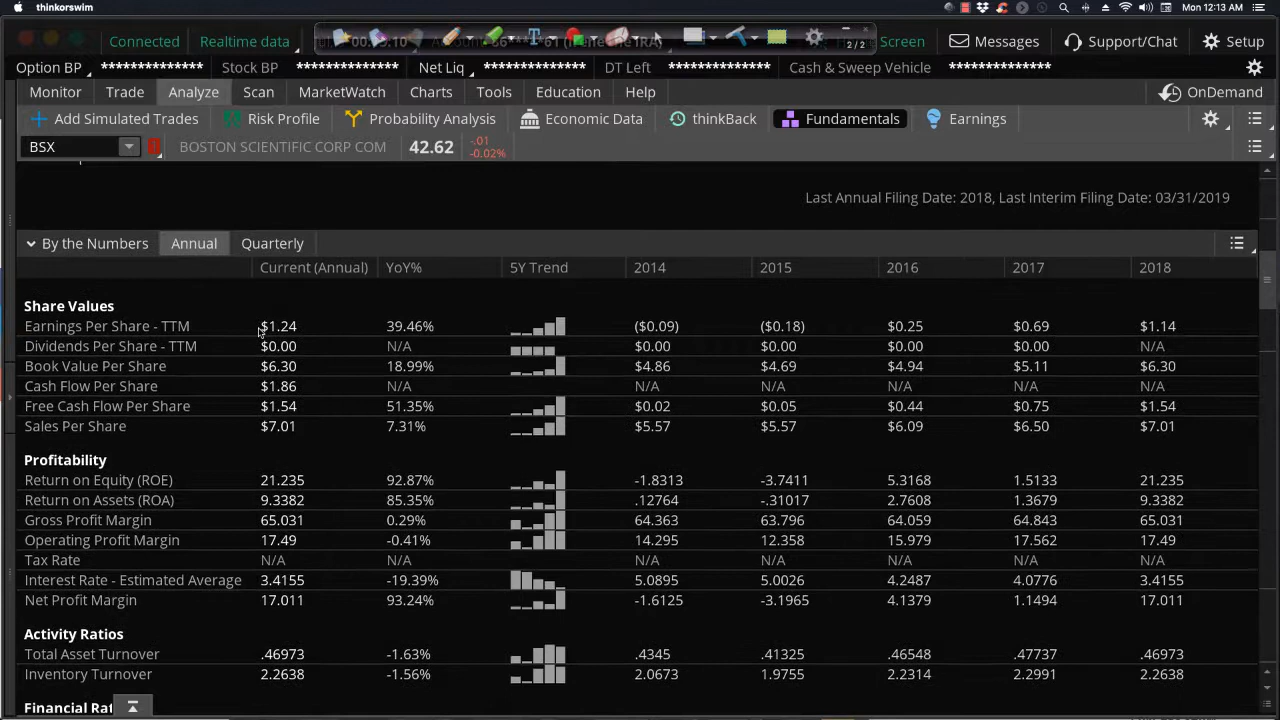 thinkorswim Mon 12:13 AM
Connected Realtime data Screen Messages Support/Chat Setup
2/2
Option BP ************** Stock BP ************** Net Liq ************** DT Left ************** Cash & Sweep Vehicle **************
Monitor Trade Analyze Scan MarketWatch Charts Tools Education Help OnDemand
Add Simulated Trades Risk Profile Probability Analysis Economic Data thinkBack Fundamentals Earnings
BSX BOSTON SCIENTIFIC CORP COM 42.62 -.01
-0.02%
Last Annual Filing Date: 2018, Last Interim Filing Date: 03/31/2019
By the Numbers Annual Quarterly
Current (Annual) YoY% 5Y Trend 2014 2015 2016 2017 2018
Share Values
Earnings Per Share - TTM $1.24 39.46% ($0.09) ($0.18) $0.25 $0.69 $1.14
Dividends Per Share - TTM $0.00 N/A $0.00 $0.00 $0.00 $0.00 N/A
Book Value Per Share $6.30 18.99% $4.86 $4.69 $4.94 $5.11 $6.30
Cash Flow Per Share $1.86 N/A N/A N/A N/A N/A N/A
Free Cash Flow Per Share $1.54 51.35% $0.02 $0.05 $0.44 $0.75 $1.54
Sales Per Share $7.01 7.31% $5.57 $5.57 $6.09 $6.50 $7.01
Profitability
Return on Equity (ROE) 21.235 92.87% -1.8313 -3.7411 5.3168 1.5133 21.235
Return on Assets (ROA) 9.3382 85.35% .12764 -.31017 2.7608 1.3679 9.3382
Gross Profit Margin 65.031 0.29% 64.363 63.796 64.059 64.843 65.031
Operating Profit Margin 17.49 -0.41% 14.295 12.358 15.979 17.562 17.49
Tax Rate N/A N/A N/A N/A N/A N/A N/A
Interest Rate - Estimated Average 3.4155 -19.39% 5.0895 5.0026 4.2487 4.0776 3.4155
Net Profit Margin 17.011 93.24% -1.6125 -3.1965 4.1379 1.1494 17.011
Activity Ratios
Total Asset Turnover .46973 -1.63% .4345 .41325 .46548 .47737 .46973
Inventory Turnover 2.2638 -1.56% 2.0673 1.9755 2.2314 2.2991 2.2638
Financial Rat